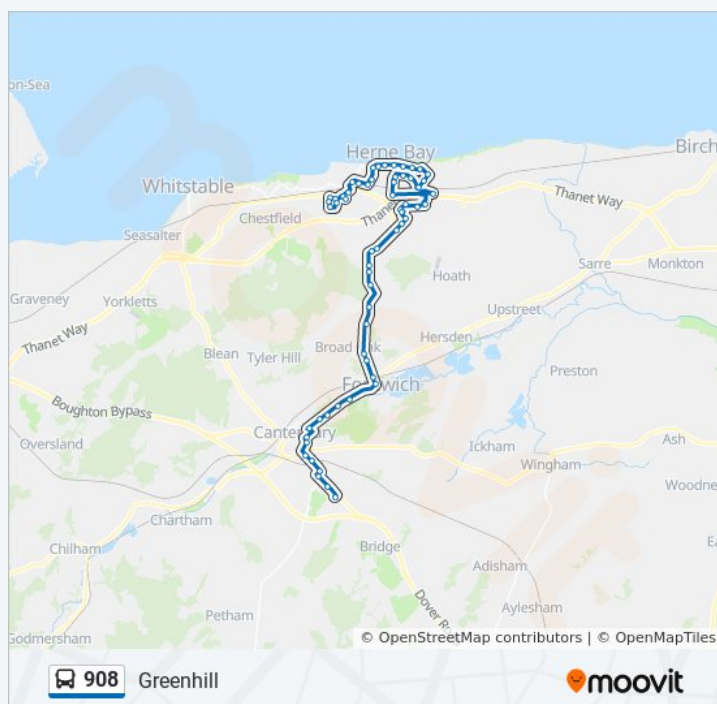 on-Sea
Herne Bay
Birch
Whitstable
Thanet Way
Chestfield
Thanet
Seasalter
Hoath
Sarre
Monkton
Graveney
Yorkletts
Upstreet
Thanet Way
Blean
Tyler Hill
Broad Oak
Hersden
Fordwich
Preston
Boughton Bypass
Oversland
Canterbury
Ickham
Ash
Wingham
Woodne
Chartham
Chilham
Bridge
Adisham
Petham
Dover Ro
Aylesham
Godmersham
© OpenStreetMap contributors | © OpenMapTiles
908 Greenhill
moovit